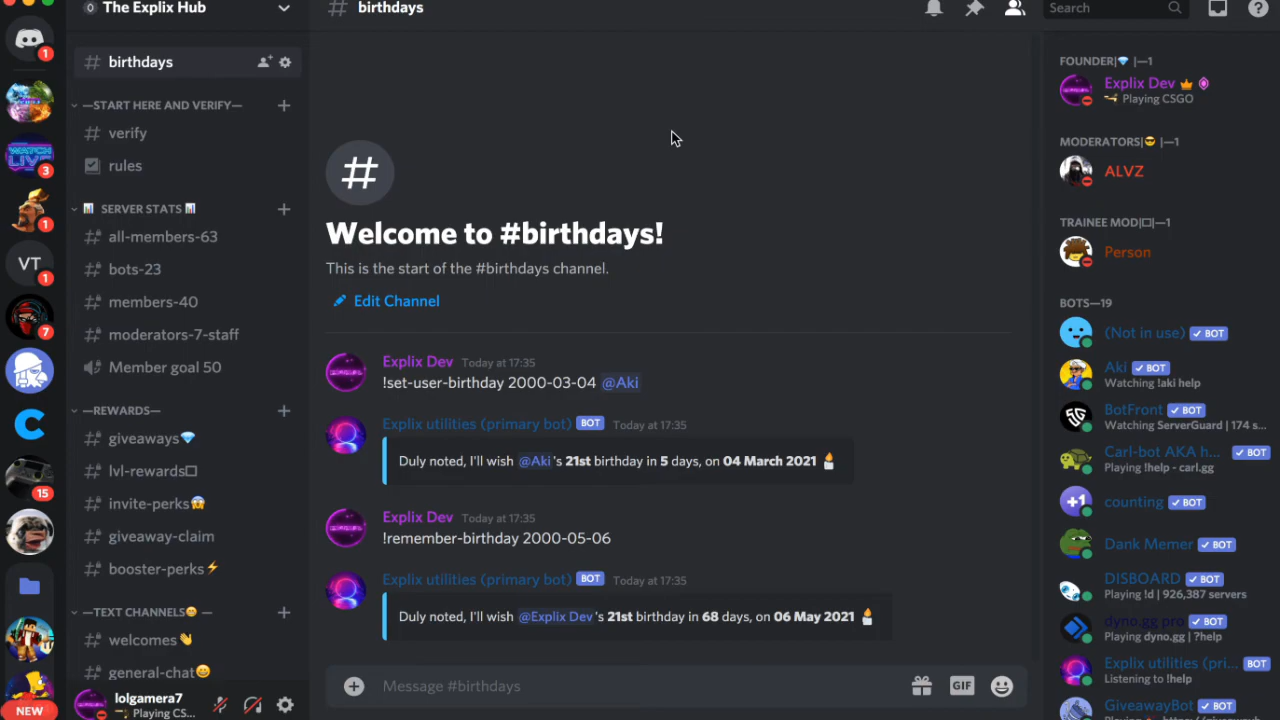 The Explix Hub
# birthdays
Search
# birthdays
—START HERE AND VERIFY—
# verify
rules
📊 SERVER STATS 📊
all-members-63
bots-23
members-40
moderators-7-staff
Member goal 50
—REWARDS—
giveaways💎
lvl-rewards□
invite-perks😱
giveaway-claim
booster-perks⚡
—TEXT CHANNELS😊 —
welcomes👋
general-chat😊
lolgamera7
Playing CS...
1
WATCH LIVE
3
1
VT
1
7
15
NEW
#
Welcome to #birthdays!
This is the start of the #birthdays channel.
Edit Channel
Explix Dev Today at 17:35
!set-user-birthday 2000-03-04 @Aki
Explix utilities (primary bot) BOT Today at 17:35
Duly noted, I'll wish @Aki 's 21st birthday in 5 days, on 04 March 2021 🕯
Explix Dev Today at 17:35
!remember-birthday 2000-05-06
Explix utilities (primary bot) BOT Today at 17:35
Duly noted, I'll wish @Explix Dev 's 21st birthday in 68 days, on 06 May 2021 🕯
Message #birthdays
GIF
FOUNDER|💎 |—1
Explix Dev
Playing CSGO
MODERATORS|😎 |—1
ALVZ
TRAINEE MOD|□|—1
Person
BOTS—19
(Not in use) ✓ BOT
Aki ✓ BOT
Watching !aki help
BotFront ✓ BOT
Watching ServerGuard | 174 s...
Carl-bot AKA h... ✓ BOT
Playing !help - carl.gg
+1
counting ✓ BOT
Dank Memer ✓ BOT
DISBOARD ✓ BOT
Playing !d | 926,387 servers
dyno.gg pro ✓ BOT
Playing dyno.gg | ?help
Explix utilities (pri... BOT
Listening to !help
GiveawayBot ✓ BOT